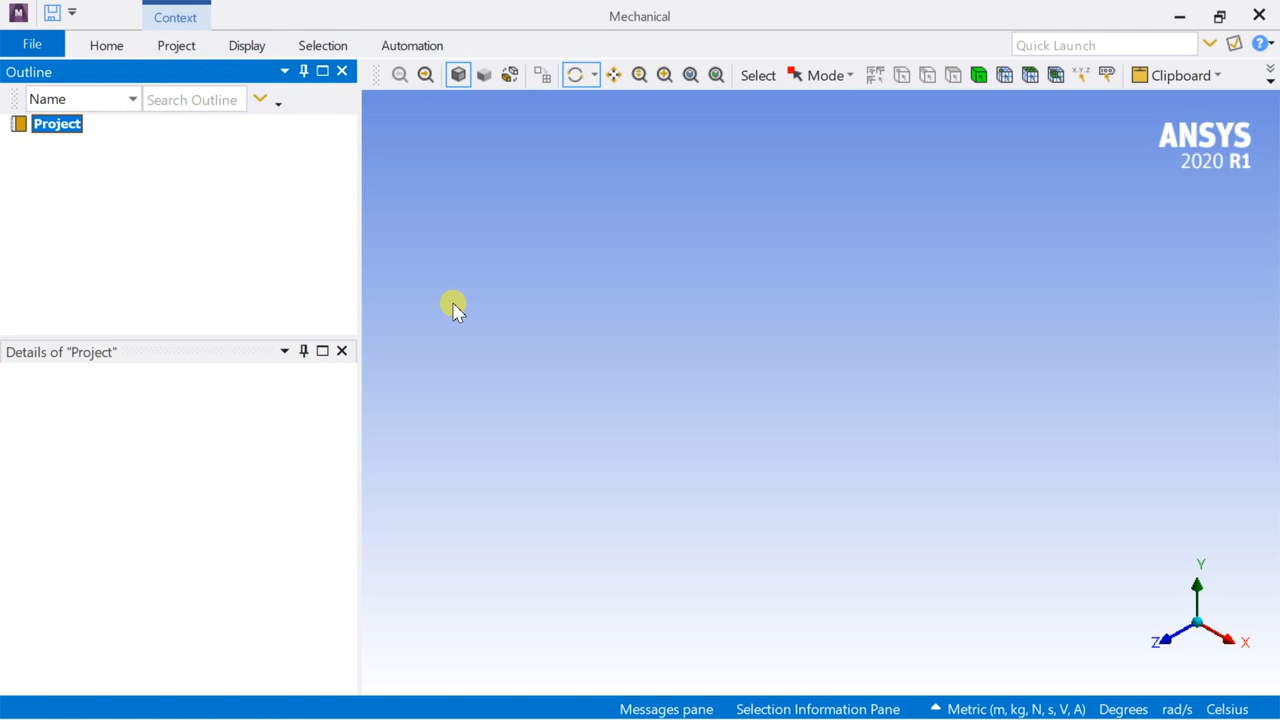 M
Context
Mechanical
File
Home
Project
Display
Selection
Automation
Quick Launch
Outline
Select
Mode
Clipboard
Name
Search Outline
Project
ANSYS
2020 R1
Details of "Project"
Y
Z
X
Messages pane
Selection Information Pane
Metric (m, kg, N, s, V, A)
Degrees
rad/s
Celsius